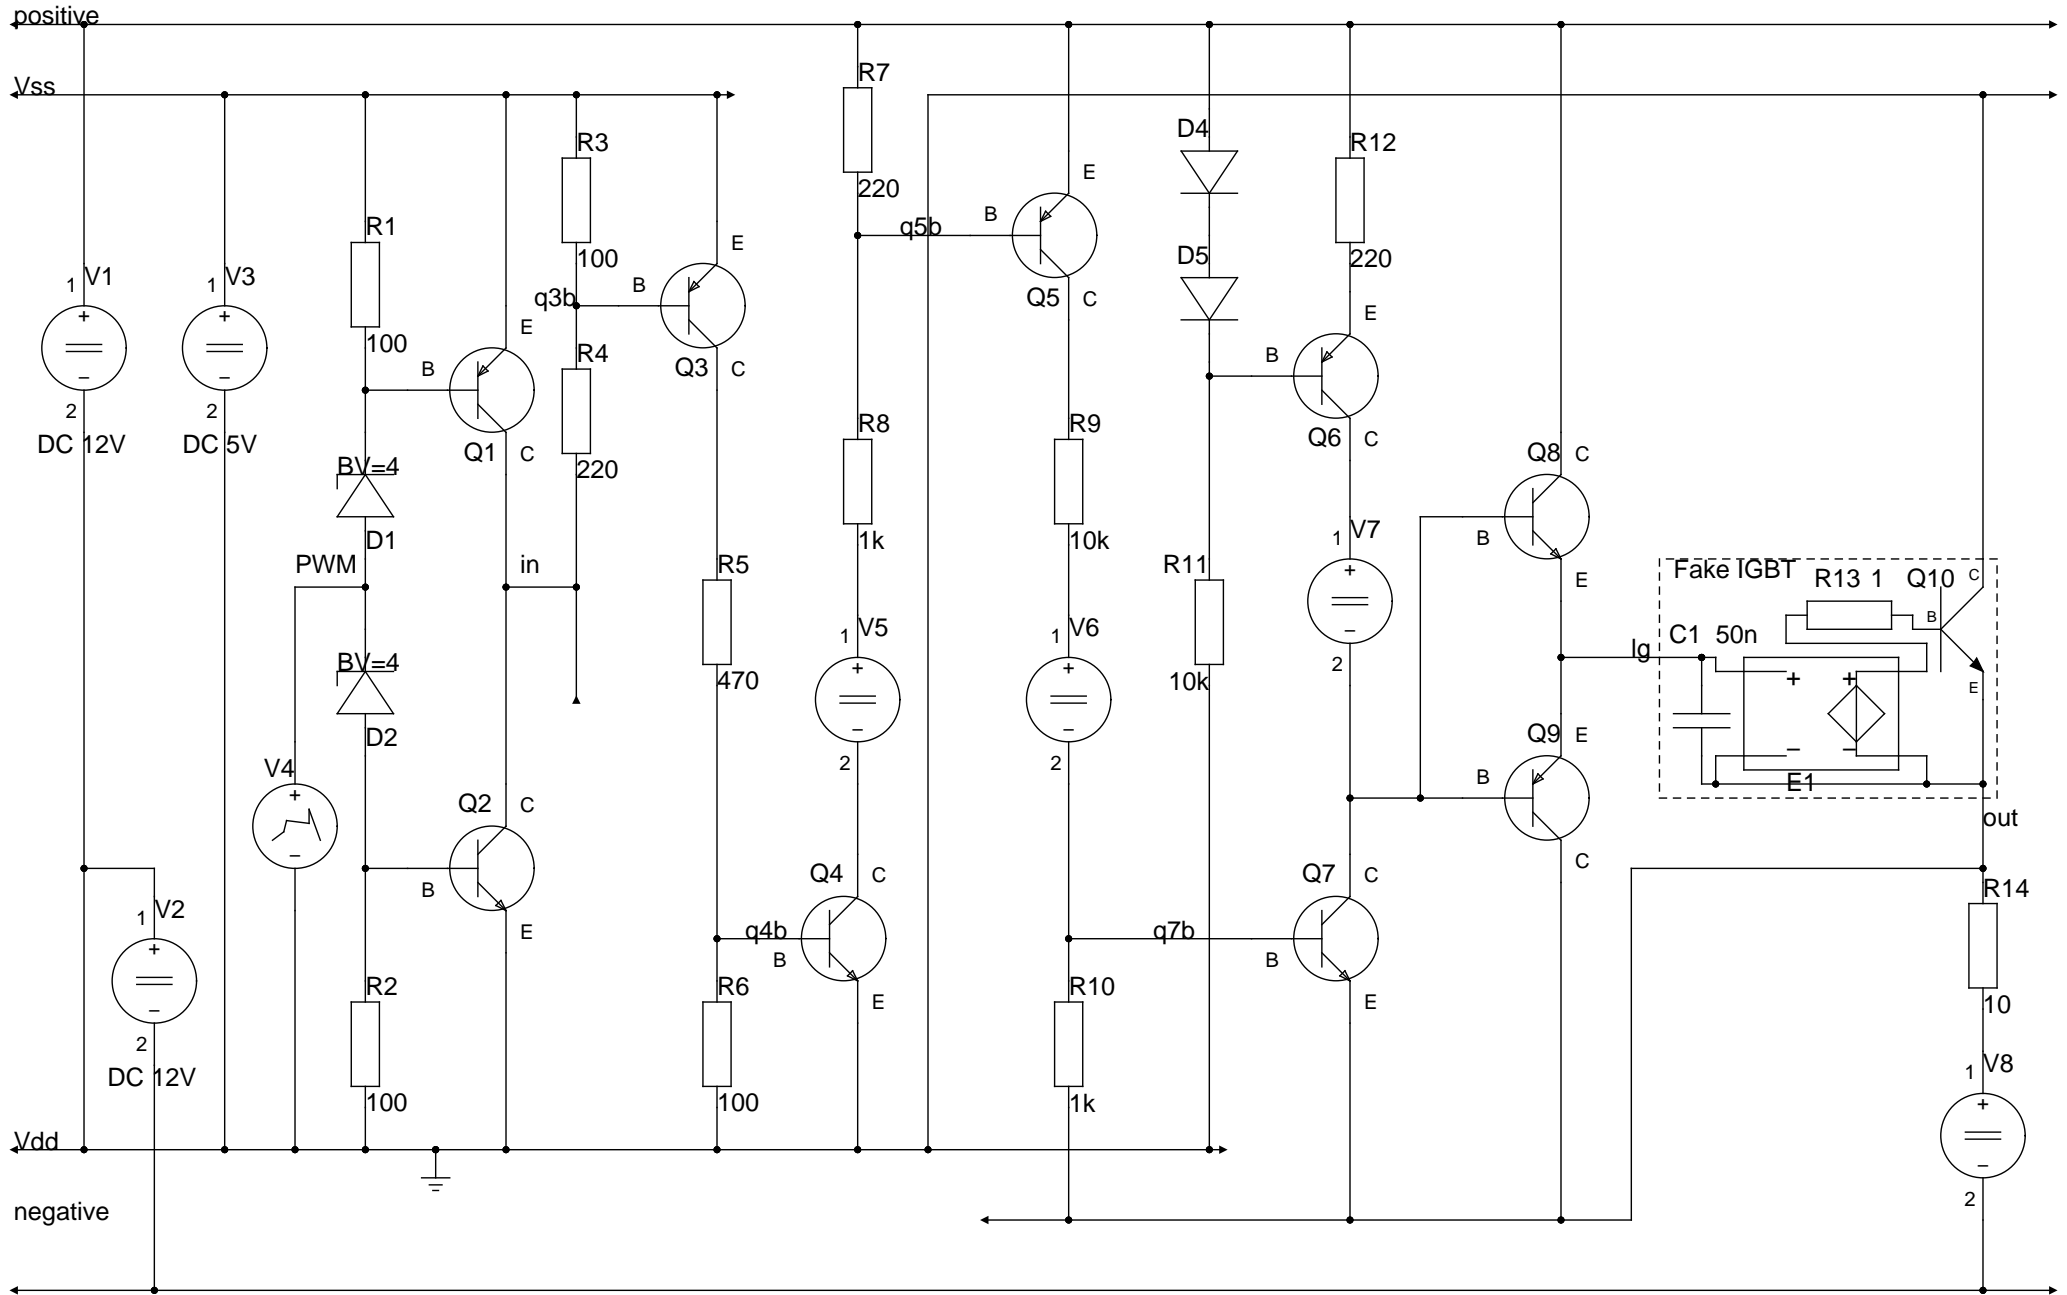 positive
Vss
R7
220
D4
R12
220
R3
100
E
B
q5b
Q5
C
R1
100
1 V1
2
DC 12V
1 V3
2
DC 5V
q3b
B
E
Q3
C
D5
E
B
Q6
C
R4
220
E
B
Q1
C
BV=4
D1
R8
1k
R9
10k
Q8 C
B
E
PWM
in
R5
470
R11
10k
1 V7
2
Fake IGBT
R13 1
Q10
C
B
E
BV=4
D2
1 V5
2
1 V6
2
Ig
C1 50n
E1
V4
Q2 C
B
E
Q9 E
B
C
out
1 V2
2
DC 12V
Q4 C
q4b
B
E
Q7 C
q7b
B
E
R14
10
R2
100
R6
100
R10
1k
1 V8
2
Vdd
negative